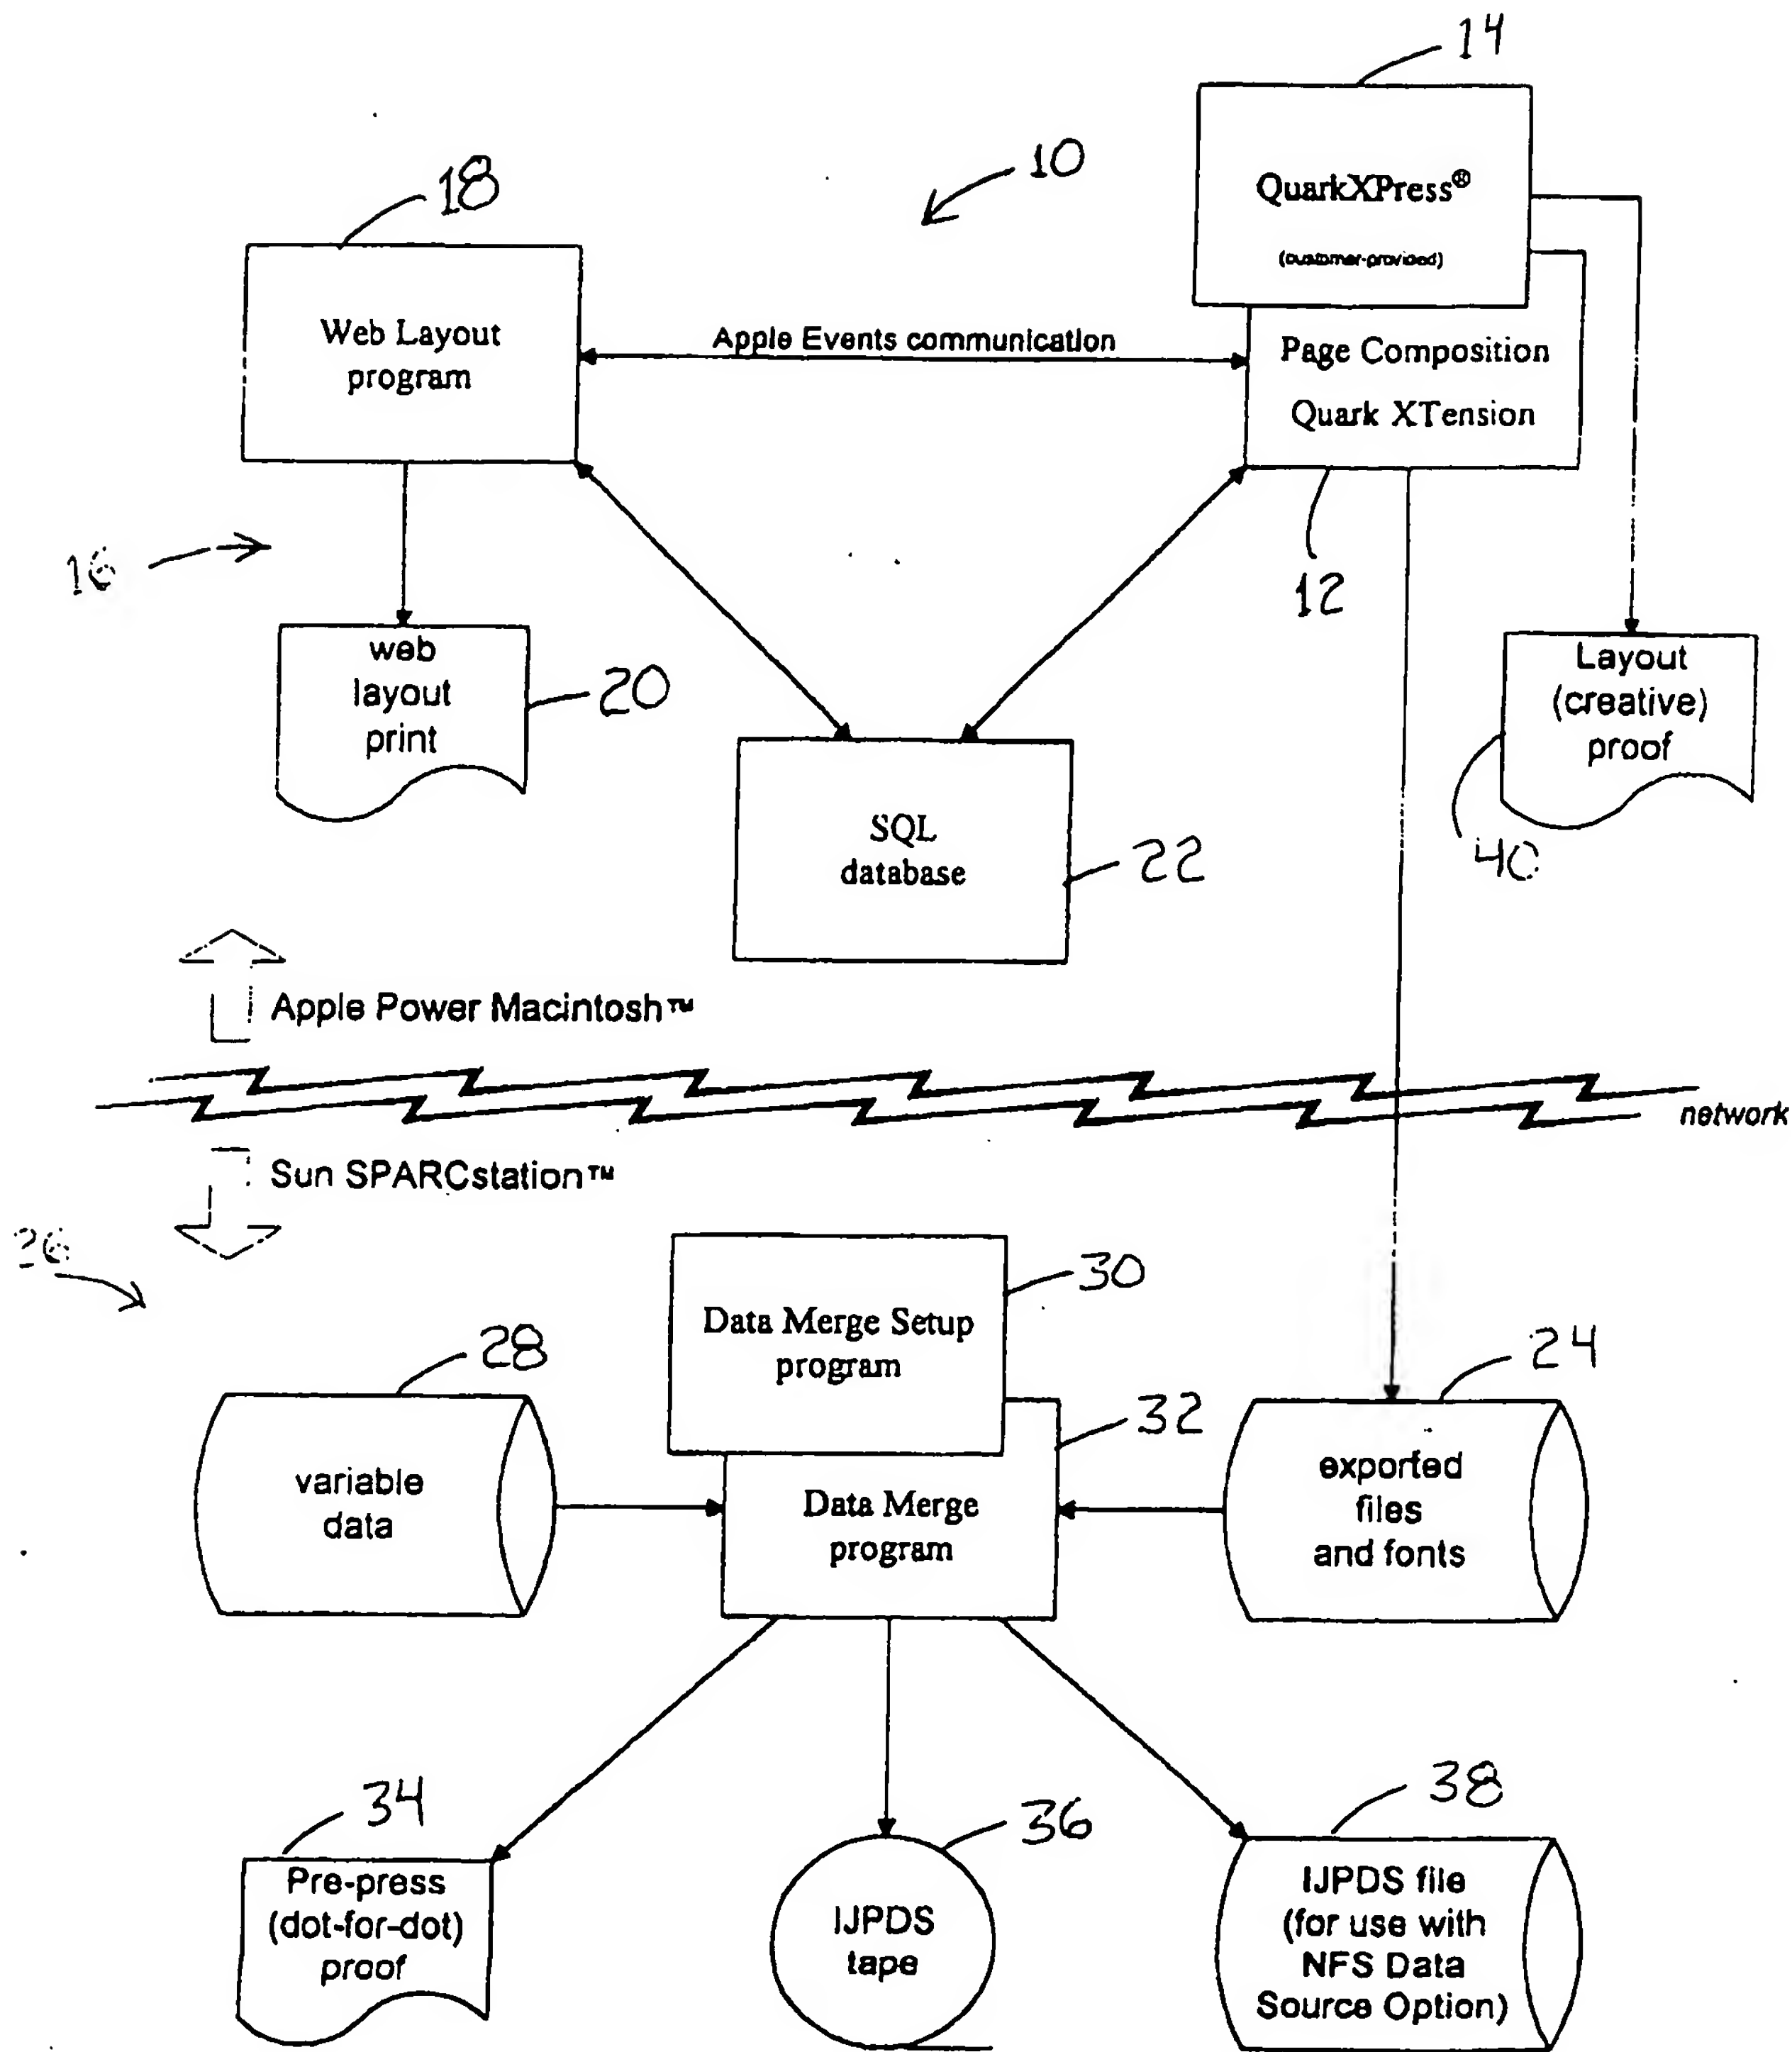 14
10
18
QuarkXPress®
(customer-provided)
Web Layout
program
Apple Events communication
Page Composition
Quark XTension
16
12
web
layout
print
20
Layout
(creative)
proof
40
SQL
database
22
Apple Power Macintosh™
network
Sun SPARCstation™
26
30
Data Merge Setup
program
28
24
32
variable
data
Data Merge
program
exported
files
and fonts
34
36
38
Pre-press
(dot-for-dot)
proof
IJPDS
tape
IJPDS file
(for use with
NFS Data
Source Option)